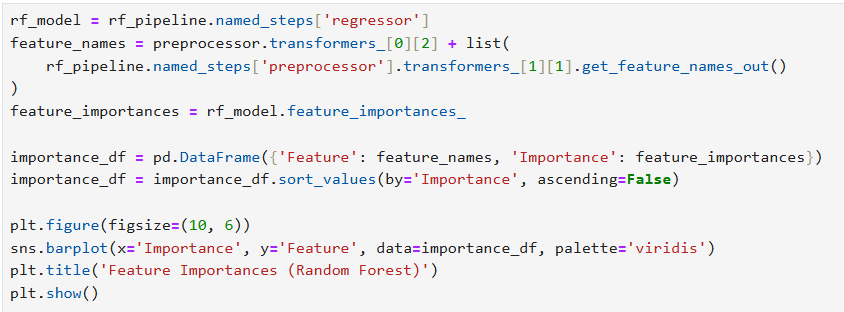 rf_model = rf_pipeline.named_steps['regressor']
feature_names = preprocessor.transformers_[0][2] + list(
    rf_pipeline.named_steps['preprocessor'].transformers_[1][1].get_feature_names_out()
)
feature_importances = rf_model.feature_importances_

importance_df = pd.DataFrame({'Feature': feature_names, 'Importance': feature_importances})
importance_df = importance_df.sort_values(by='Importance', ascending=False)

plt.figure(figsize=(10, 6))
sns.barplot(x='Importance', y='Feature', data=importance_df, palette='viridis')
plt.title('Feature Importances (Random Forest)')
plt.show()